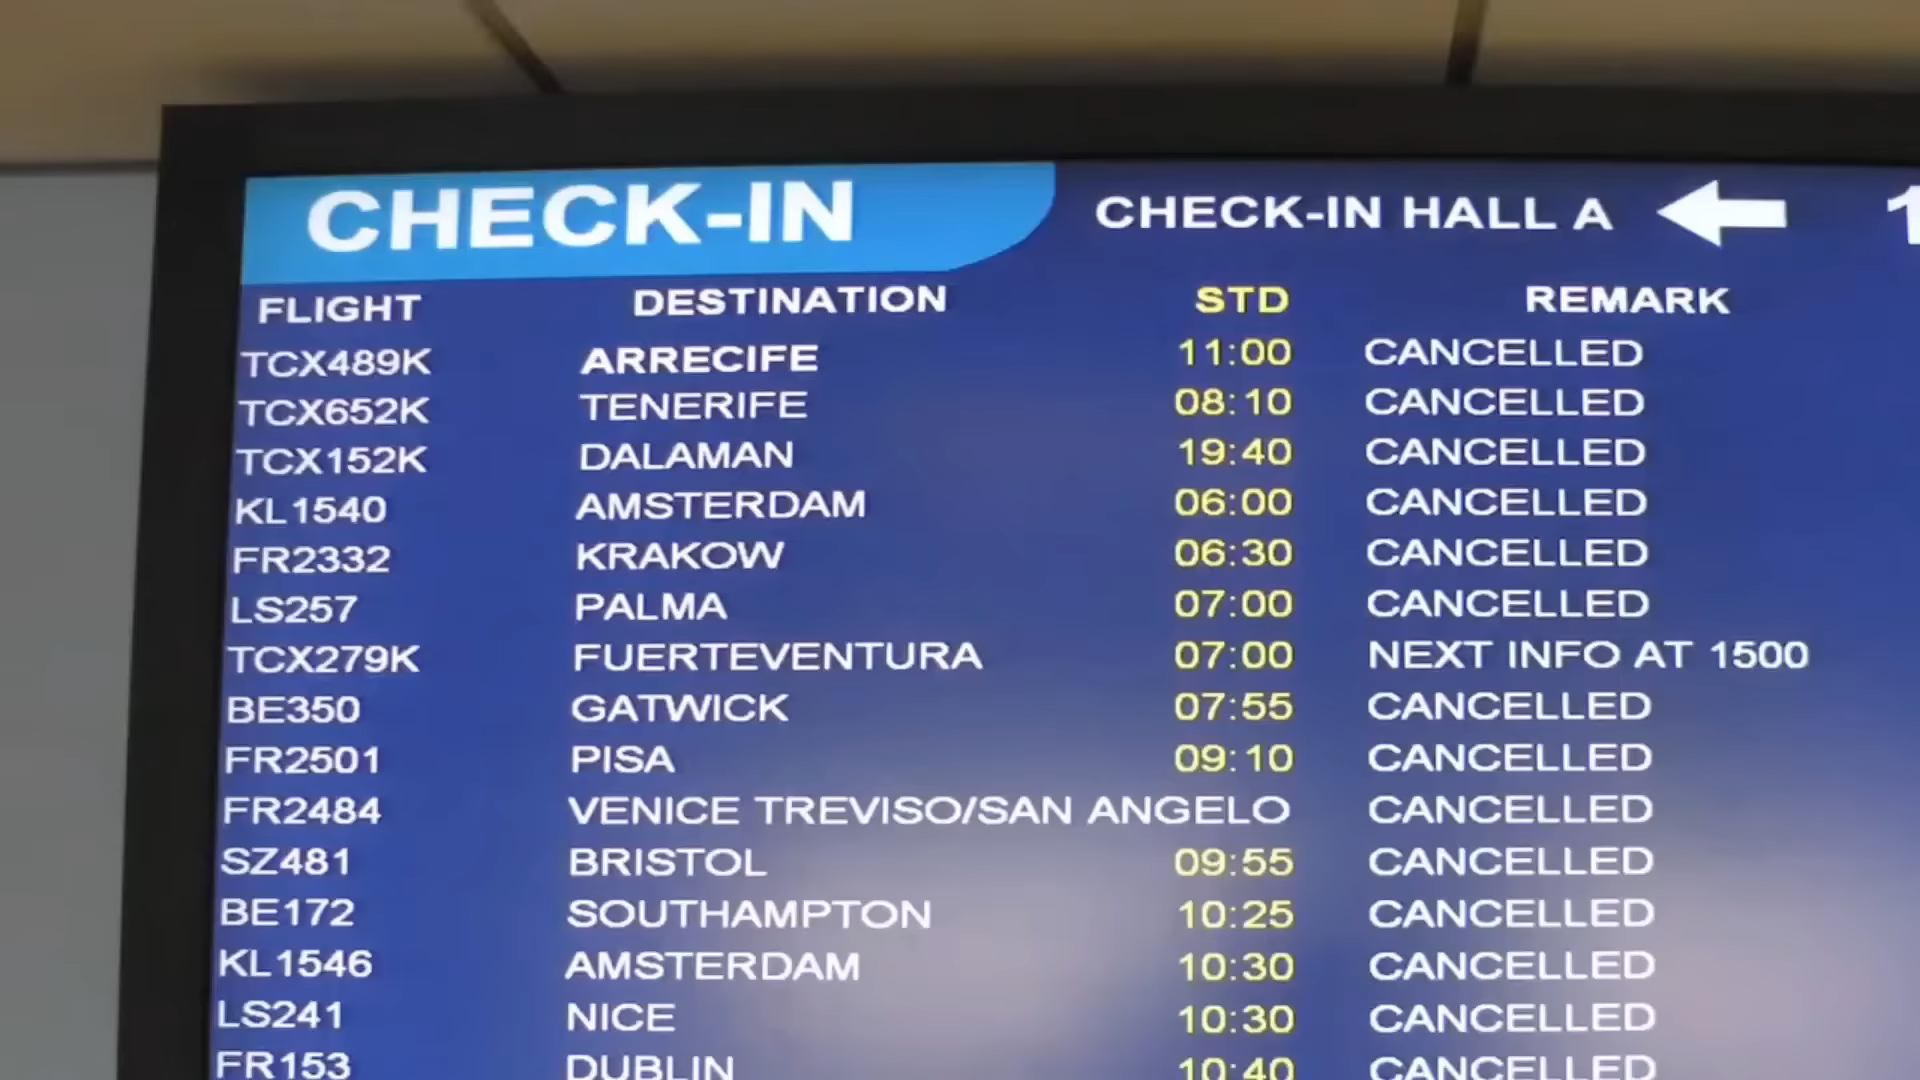 CHECK-IN CHECK-IN HALL A
FLIGHT DESTINATION STD REMARK
TCX489K ARRECIFE 11:00 CANCELLED
TCX652K TENERIFE 08:10 CANCELLED
TCX152K DALAMAN 19:40 CANCELLED
KL1540 AMSTERDAM 06:00 CANCELLED
FR2332 KRAKOW 06:30 CANCELLED
LS257 PALMA 07:00 CANCELLED
TCX279K FUERTEVENTURA 07:00 NEXT INFO AT 1500
BE350 GATWICK 07:55 CANCELLED
FR2501 PISA 09:10 CANCELLED
FR2484 VENICE TREVISO/SAN ANGELO CANCELLED
SZ481 BRISTOL 09:55 CANCELLED
BE172 SOUTHAMPTON 10:25 CANCELLED
KL1546 AMSTERDAM 10:30 CANCELLED
LS241 NICE 10:30 CANCELLED
FR153 DUBLIN 10:40 CANCELLED